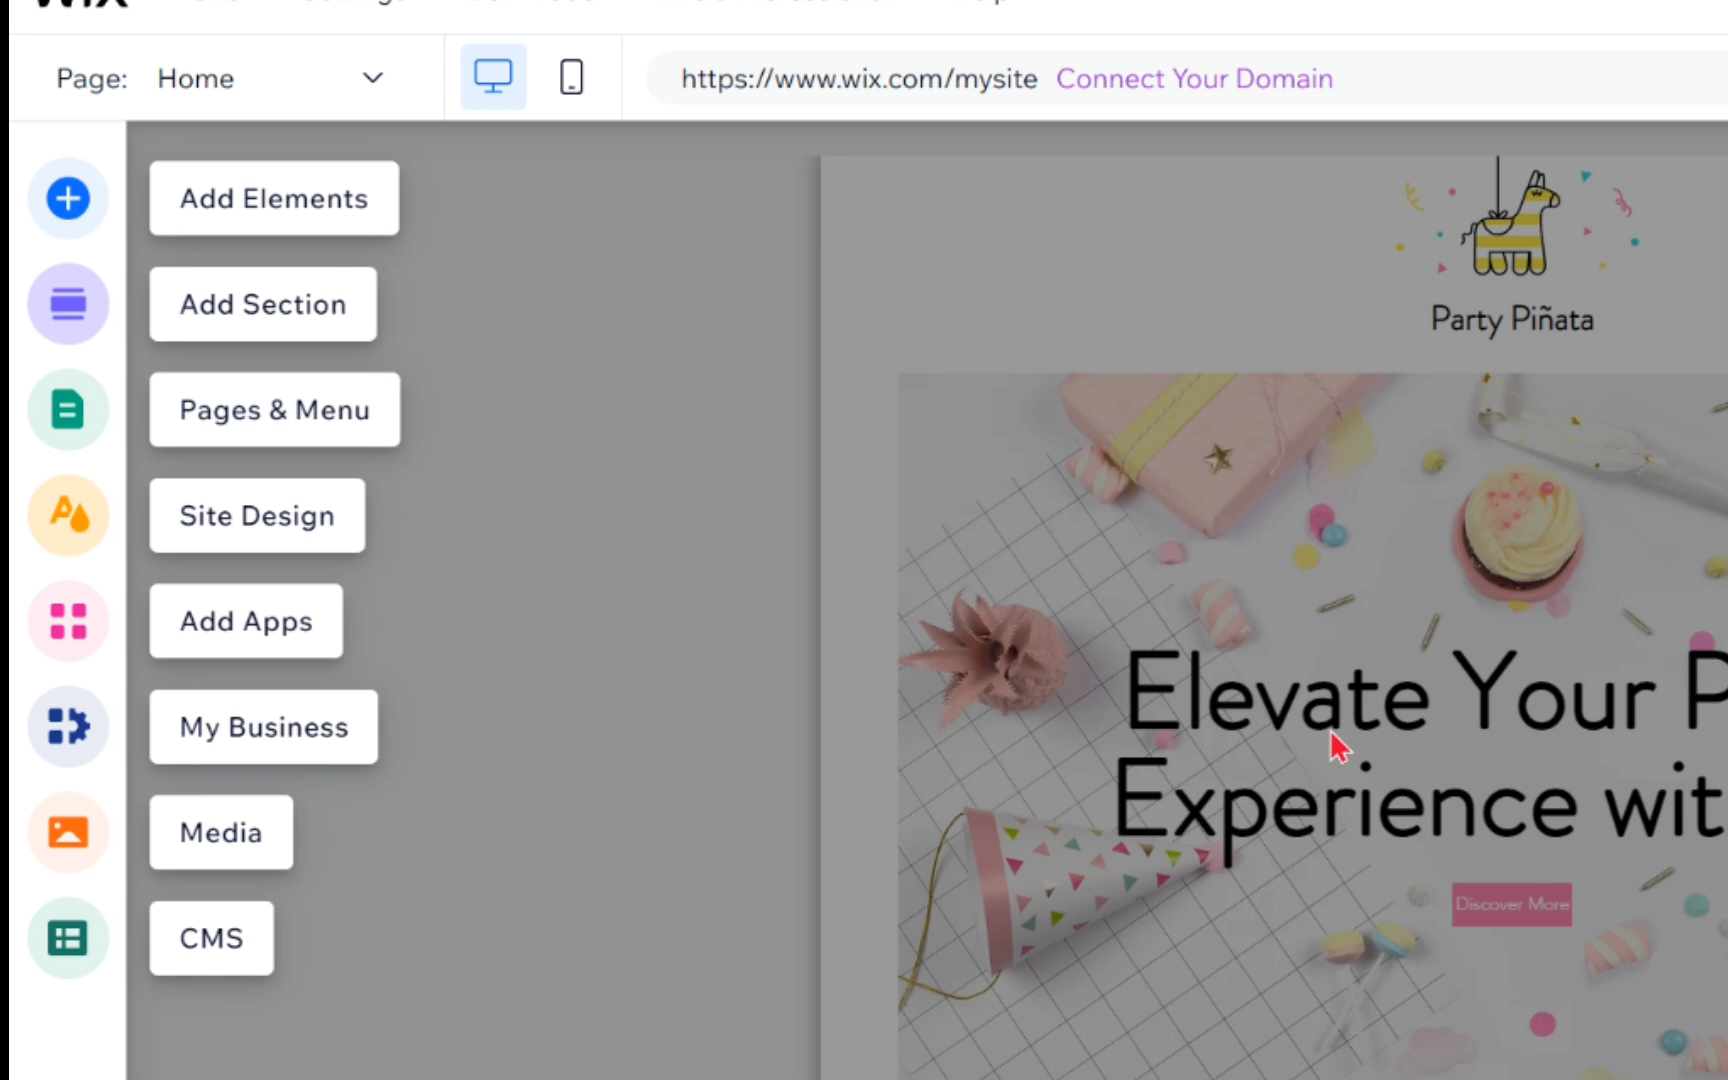 WIX
Page: Home
https://www.wix.com/mysite Connect Your Domain
Add Elements
Add Section
Pages & Menu
Site Design
Add Apps
My Business
Media
CMS
Party Piñata
Elevate Your P
Experience wit
Discover More